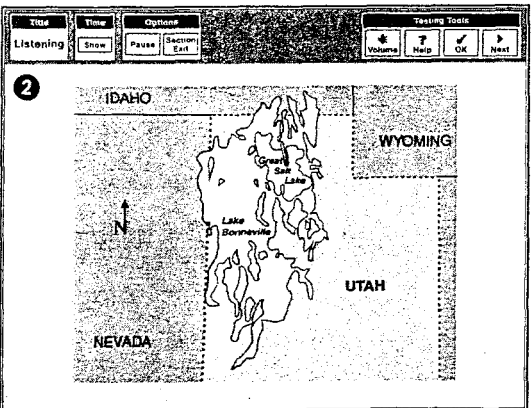 Title Time Options Testing Tools
Listening Show Pause Section Exit Volume Help OK Next
2
IDAHO
WYOMING
Great
Salt
Lake
N
Lake
Bonneville
UTAH
NEVADA